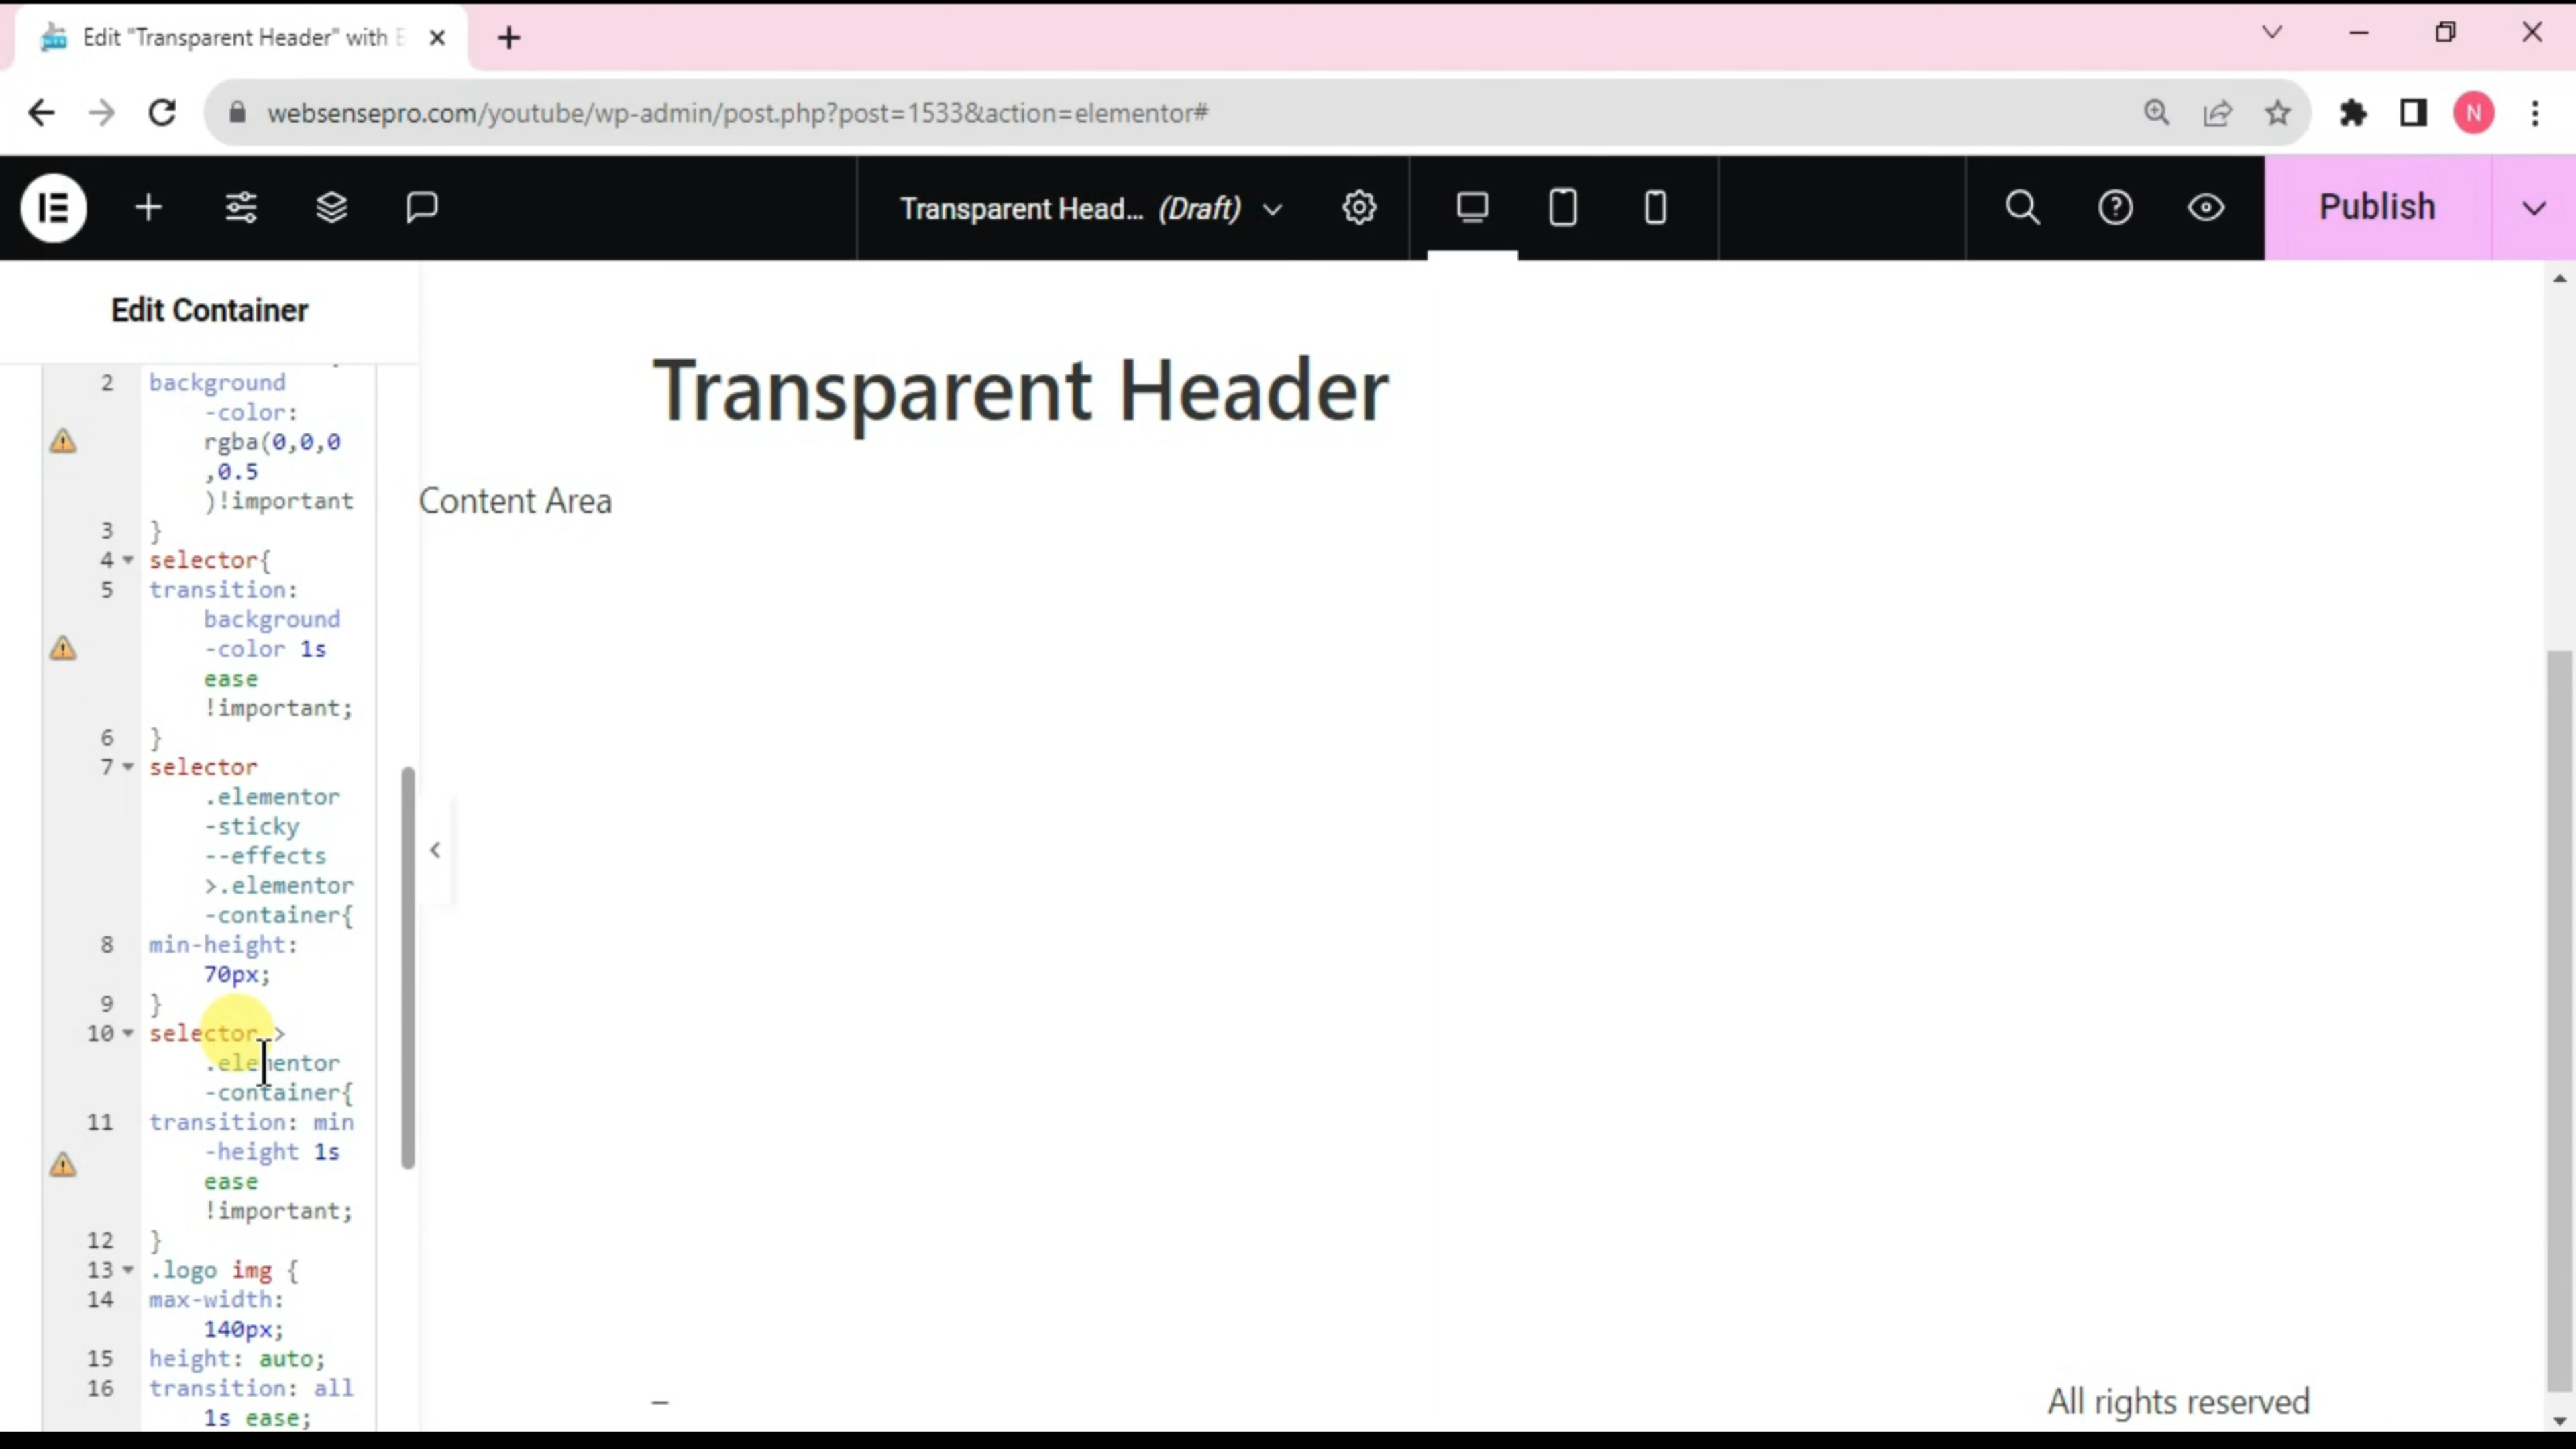 Edit "Transparent Header" with E
websensepro.com/youtube/wp-admin/post.php?post=1533&action=elementor#
N
Transparent Head... (Draft)
Publish
Edit Container
2 background
-color:
rgba(0,0,0
,0.5
)!important
3 }
4 selector{
5 transition:
background
-color 1s
ease
!important;
6 }
7 selector
.elementor
-sticky
--effects
>.elementor
-container{
8 min-height:
70px;
9 }
10 selector >
.elementor
-container{
11 transition: min
-height 1s
ease
!important;
12 }
13 .logo img {
14 max-width:
140px;
15 height: auto;
16 transition: all
1s ease;
Transparent Header
Content Area
–
All rights reserved